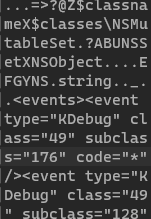 ...=>?@Z$classna
meX$classes\NSMu
tableSet.?ABUNSS
etXNSObject....E
FGYNS.string.._.
.<events><event
type="KDebug" cl
ass="49" subclas
s="176" code="*"
/><event type="K
Debug" class="49
" subclass="128"